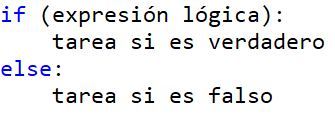 if (expresión lógica):
    tarea si es verdadero
else:
    tarea si es falso